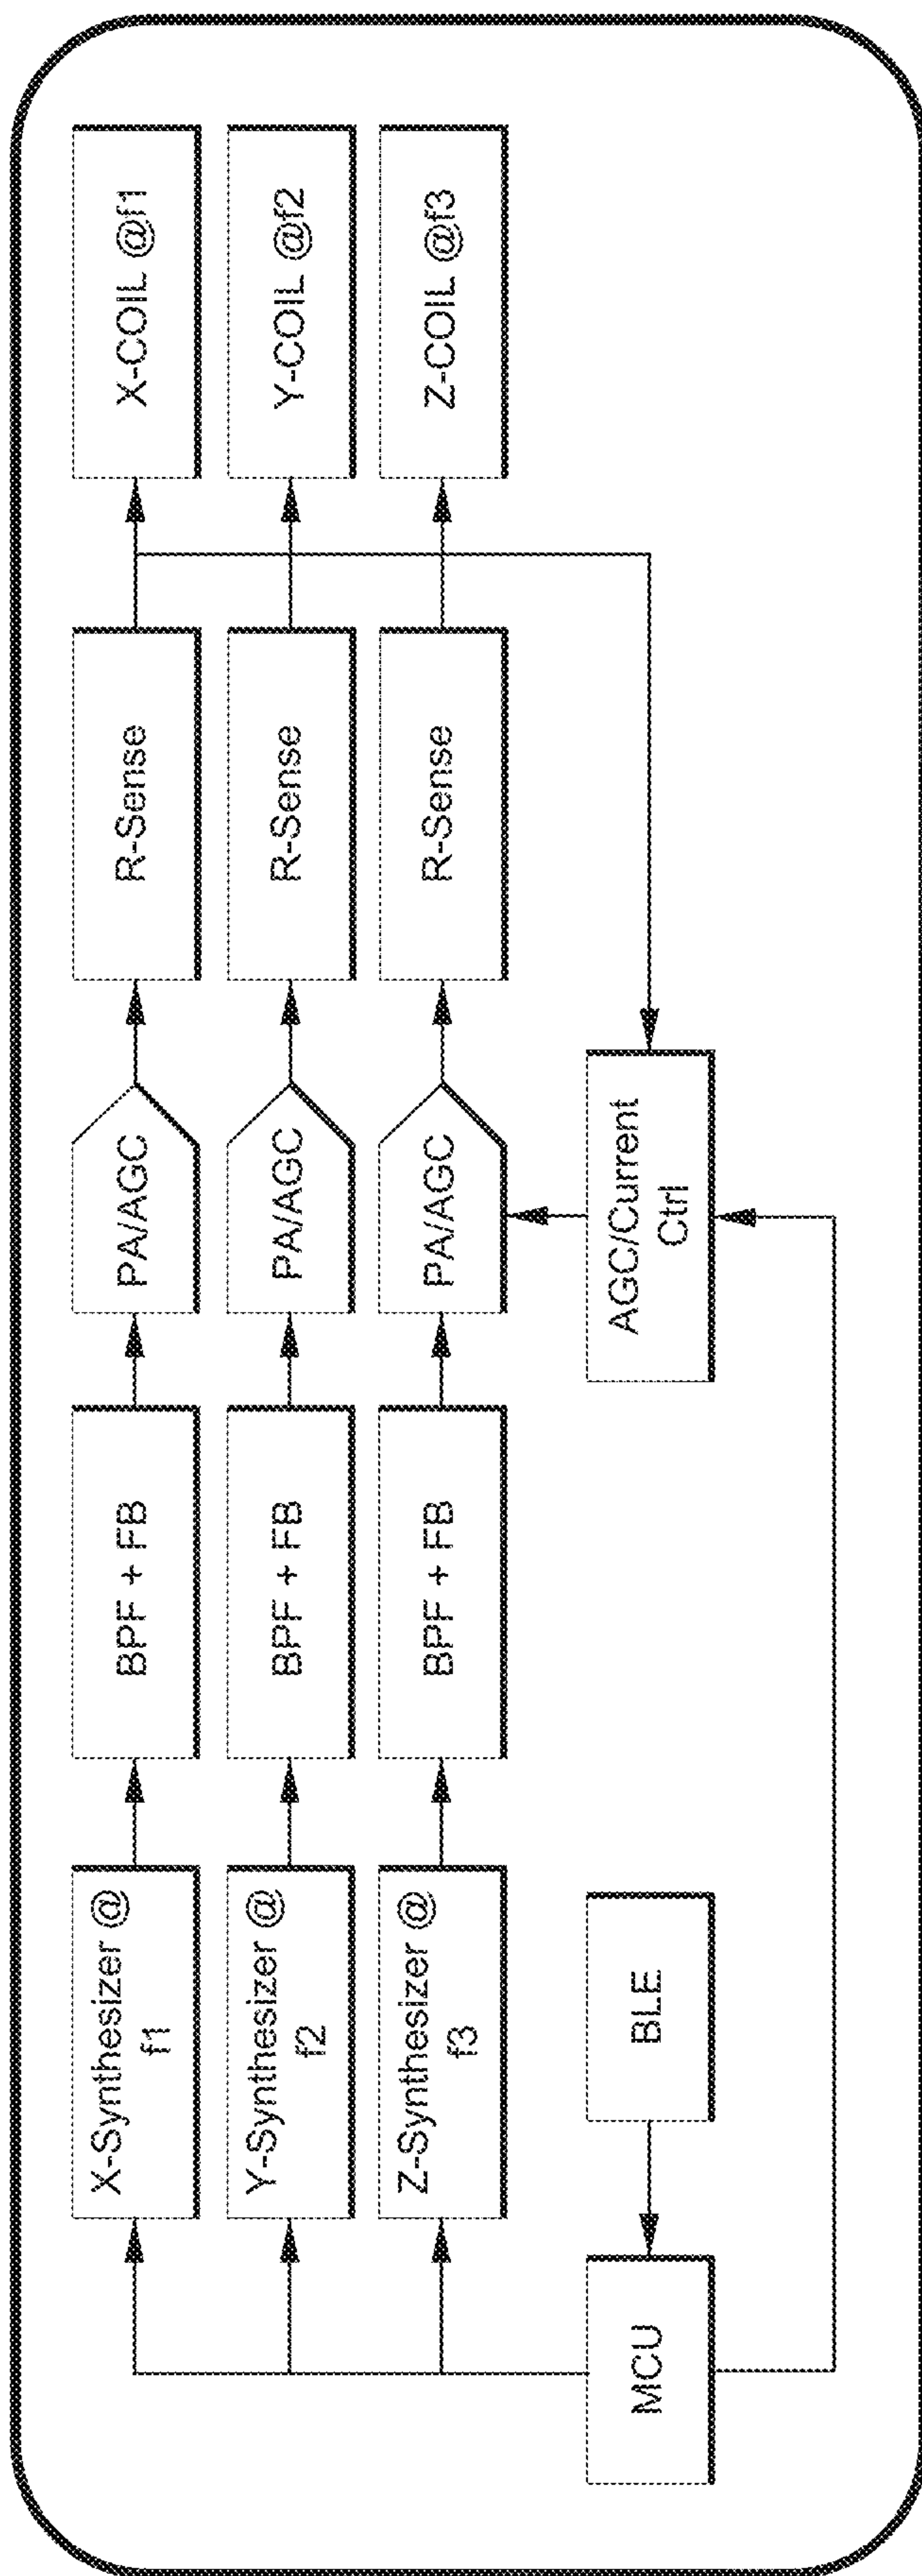 X-Synthesizer @
f1
BPF + FB
PA/AGC
R-Sense
X-COIL @f1
Y-Synthesizer @
f2
BPF + FB
PA/AGC
R-Sense
Y-COIL @f2
Z-Synthesizer @
f3
BPF + FB
PA/AGC
R-Sense
Z-COIL @f3
MCU
BLE
AGC/Current
Ctrl